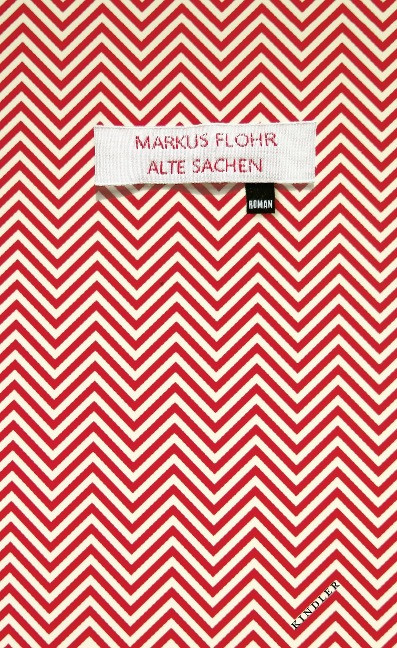 MARKUS FLOHR
ALTE SACHEN
ROMAN
KINDLER